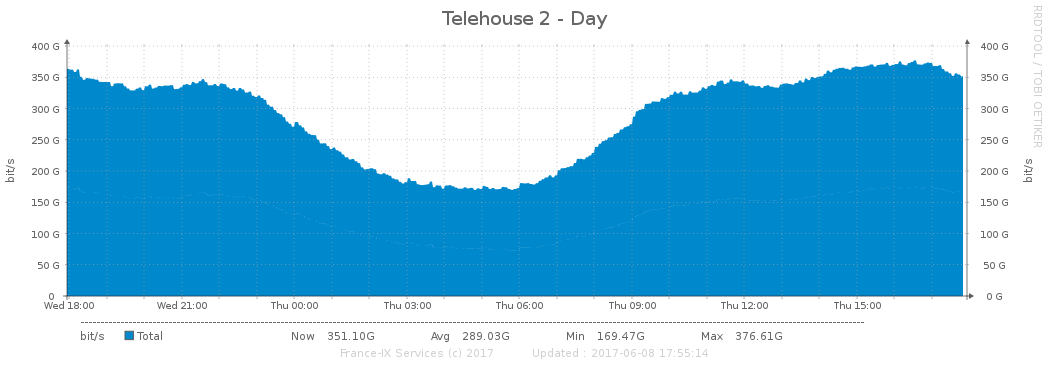 Telehouse 2 - Day
RRDTOOL / TOBI OETIKER
400 G 400 G
350 G 350 G
300 G 300 G
250 G 250 G
200 G 200 G
150 G 150 G
100 G 100 G
50 G 50 G
0 0 G
bit/s bit/s
Wed 18:00 Wed 21:00 Thu 00:00 Thu 03:00 Thu 06:00 Thu 09:00 Thu 12:00 Thu 15:00
bit/s Total Now 351.10G Avg 289.03G Min 169.47G Max 376.61G
France-IX Services (c) 2017 Updated : 2017-06-08 17:55:14